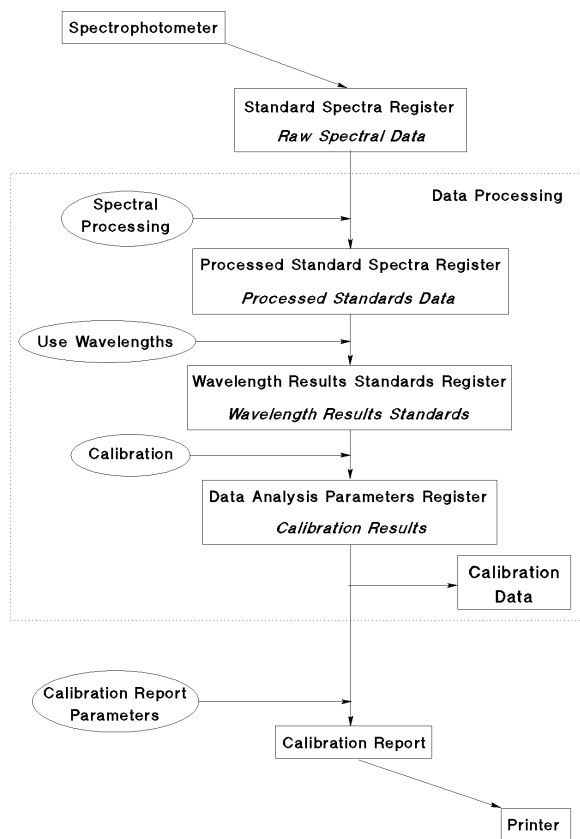 Spectrophotometer
Standard Spectra Register
Raw Spectral Data
Data Processing
Spectral
Processing
Processed Standard Spectra Register
Processed Standards Data
Use Wavelengths
Wavelength Results Standards Register
Wavelength Results Standards
Calibration
Data Analysis Parameters Register
Calibration Results
Calibration
Data
Calibration Report
Parameters
Calibration Report
Printer